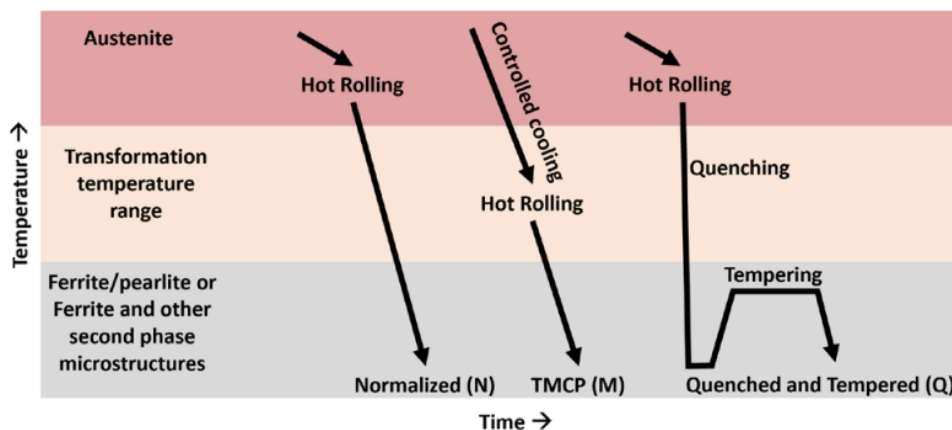 Austenite
Hot Rolling
Controlled cooling
Hot Rolling
Temperature →
Transformation
temperature
range
Hot Rolling
Quenching
Ferrite/pearlite or
Ferrite and other
second phase
microstructures
Tempering
Normalized (N)
TMCP (M)
Quenched and Tempered (Q)
Time →